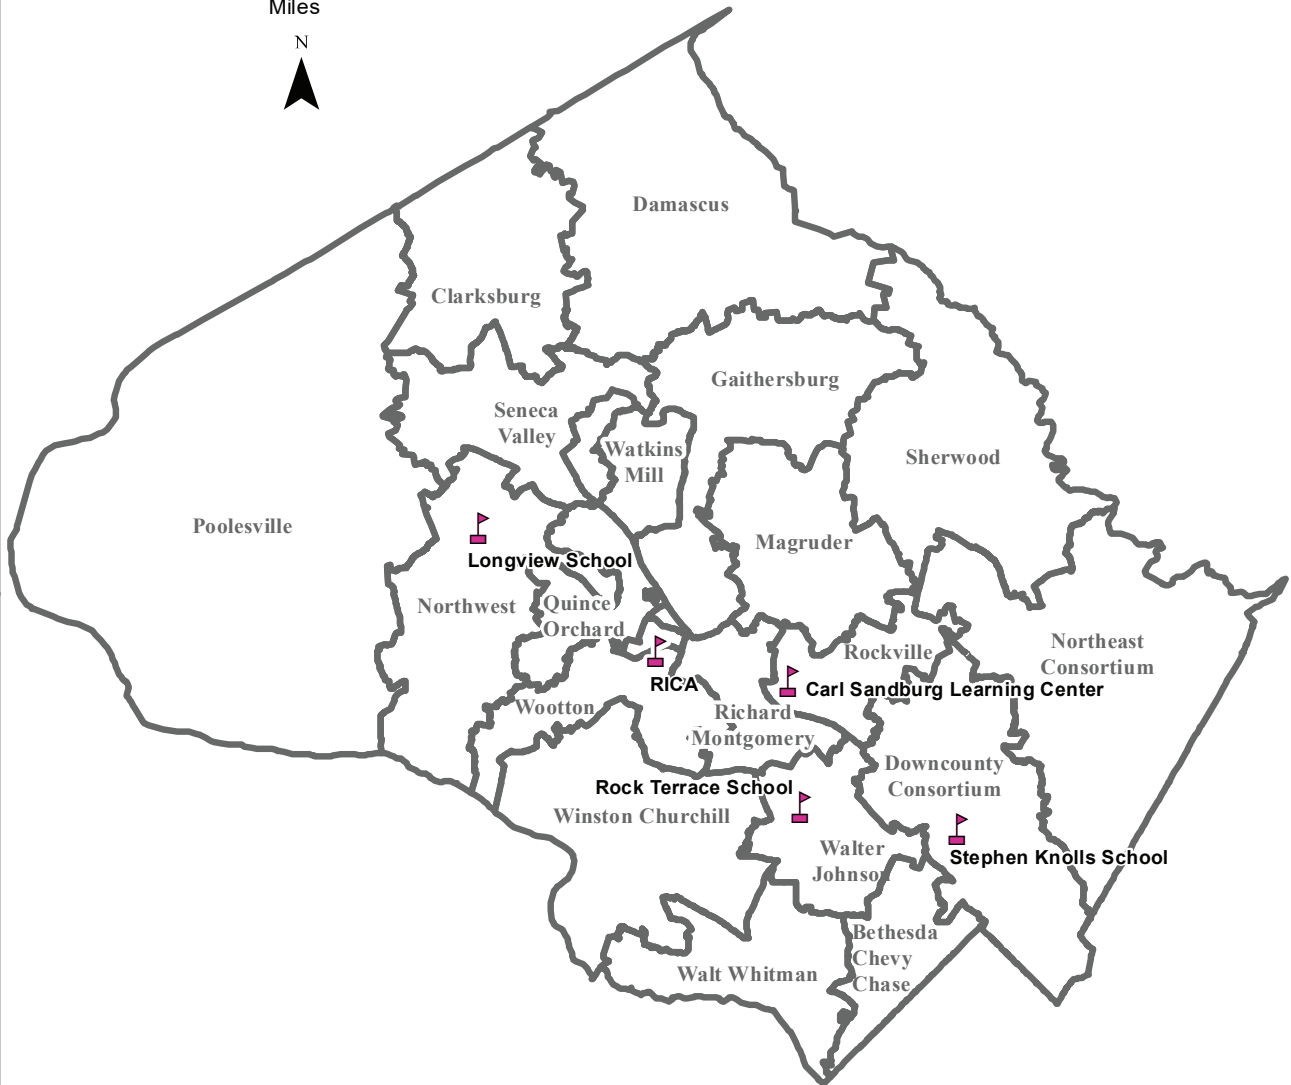 Miles
N
Damascus
Clarksburg
Gaithersburg
Seneca
Valley
Watkins
Mill
Sherwood
Poolesville
Magruder
Longview School
Northwest
Quince
Orchard
Rockville
Northeast
Consortium
RICA
Carl Sandburg Learning Center
Wootton
Richard
Montgomery
Downcounty
Consortium
Rock Terrace School
Winston Churchill
Walter
Johnson
Stephen Knolls School
Bethesda
Chevy
Chase
Walt Whitman